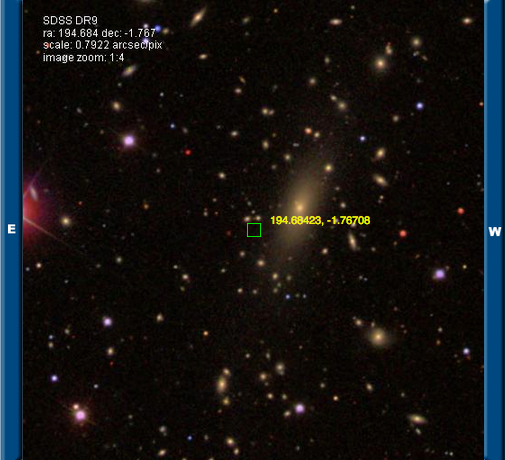 SDSS DR9
ra: 194.684 dec: -1.767
scale: 0.7922 arcsec/pix
image zoom: 1:4
194.68423, -1.76708
E
W